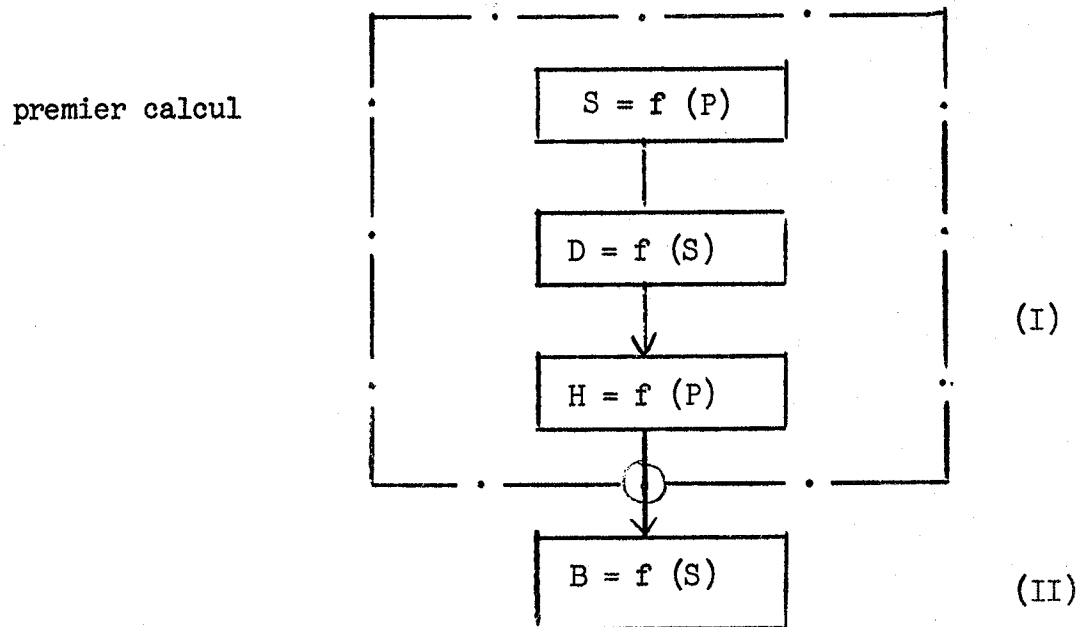 premier calcul
S = f (P)
D = f (S)
(I)
H = f (P)
B = f (S)
(II)